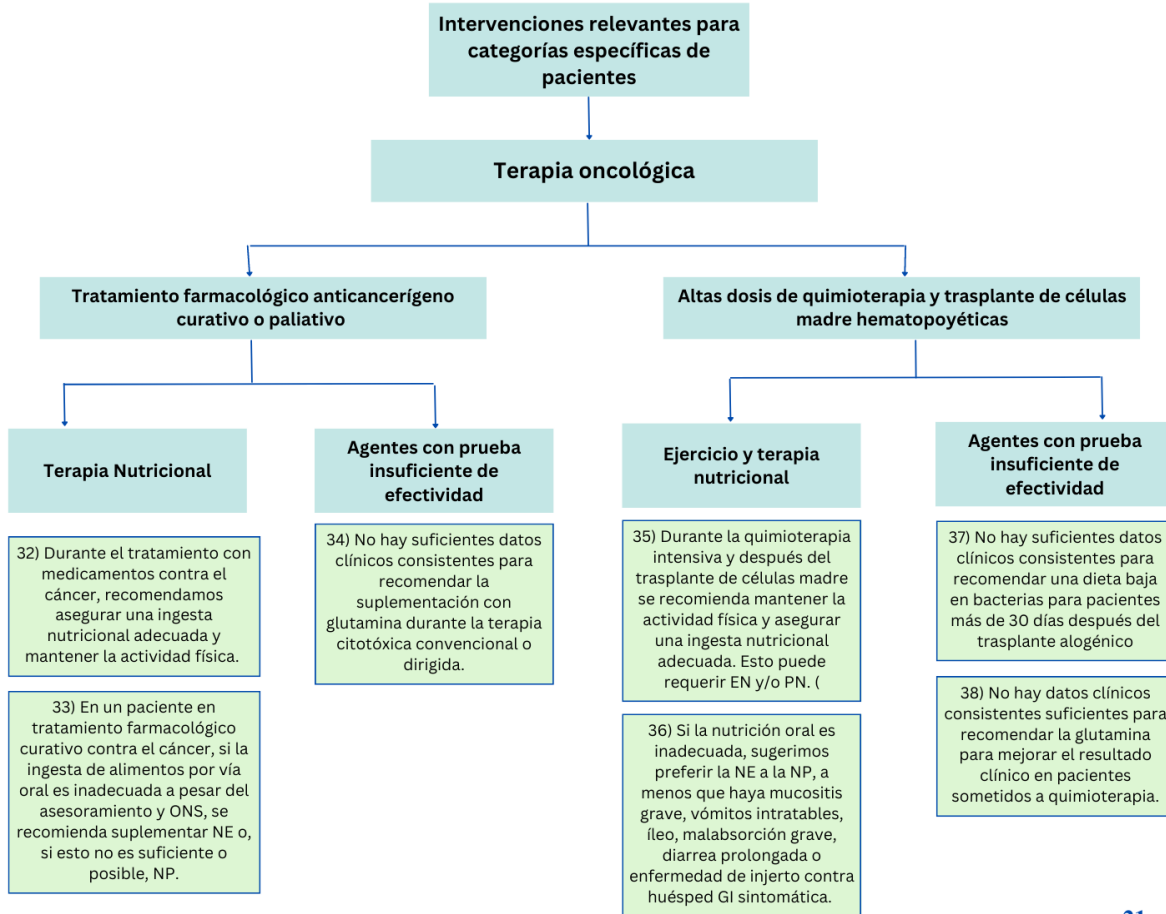 Intervenciones relevantes para
categorías específicas de
pacientes
Terapia oncológica
Tratamiento farmacológico anticancerígeno
curativo o paliativo
Altas dosis de quimioterapia y trasplante de células
madre hematopoyéticas
Terapia Nutricional
Agentes con prueba
insuficiente de
efectividad
Ejercicio y terapia
nutricional
Agentes con prueba
insuficiente de
efectividad
32) Durante el tratamiento con
medicamentos contra el
cáncer, recomendamos
asegurar una ingesta
nutricional adecuada y
mantener la actividad física.
33) En un paciente en
tratamiento farmacológico
curativo contra el cáncer, si la
ingesta de alimentos por vía
oral es inadecuada a pesar del
asesoramiento y ONS, se
recomienda suplementar NE o,
si esto no es suficiente o
posible, NP.
34) No hay suficientes datos
clínicos consistentes para
recomendar la
suplementación con
glutamina durante la terapia
citotóxica convencional o
dirigida.
35) Durante la quimioterapia
intensiva y después del
trasplante de células madre
se recomienda mantener la
actividad física y asegurar
una ingesta nutricional
adecuada. Esto puede
requerir EN y/o PN. (
36) Si la nutrición oral es
inadecuada, sugerimos
preferir la NE a la NP, a
menos que haya mucositis
grave, vómitos intratables,
íleo, malabsorción grave,
diarrea prolongada o
enfermedad de injerto contra
huésped GI sintomática.
37) No hay suficientes datos
clínicos consistentes para
recomendar una dieta baja
en bacterias para pacientes
más de 30 días después del
trasplante alogénico
38) No hay datos clínicos
consistentes suficientes para
recomendar la glutamina
para mejorar el resultado
clínico en pacientes
sometidos a quimioterapia.